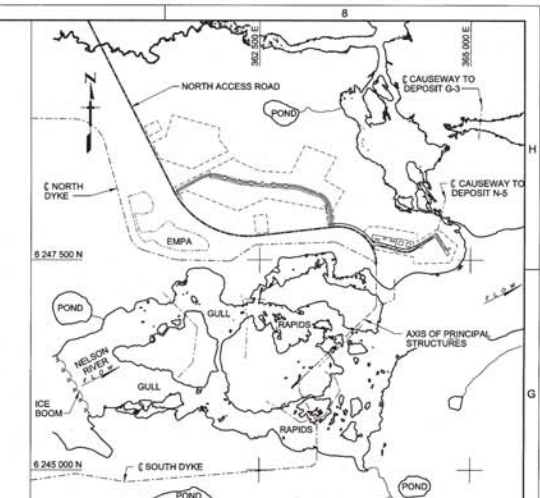 8
362 500 E
365 000 E
N
NORTH ACCESS ROAD
℄ CAUSEWAY TO
DEPOSIT G-3
POND
H
℄ NORTH
DYKE
℄ CAUSEWAY TO
DEPOSIT N-5
EMPA
6 247 500 N
FLOW
POND
GULL
RAPIDS
AXIS OF PRINCIPAL
STRUCTURES
NELSON
RIVER
FLOW
GULL
G
ICE
BOOM
RAPIDS
6 245 000 N
℄ SOUTH DYKE
POND
POND